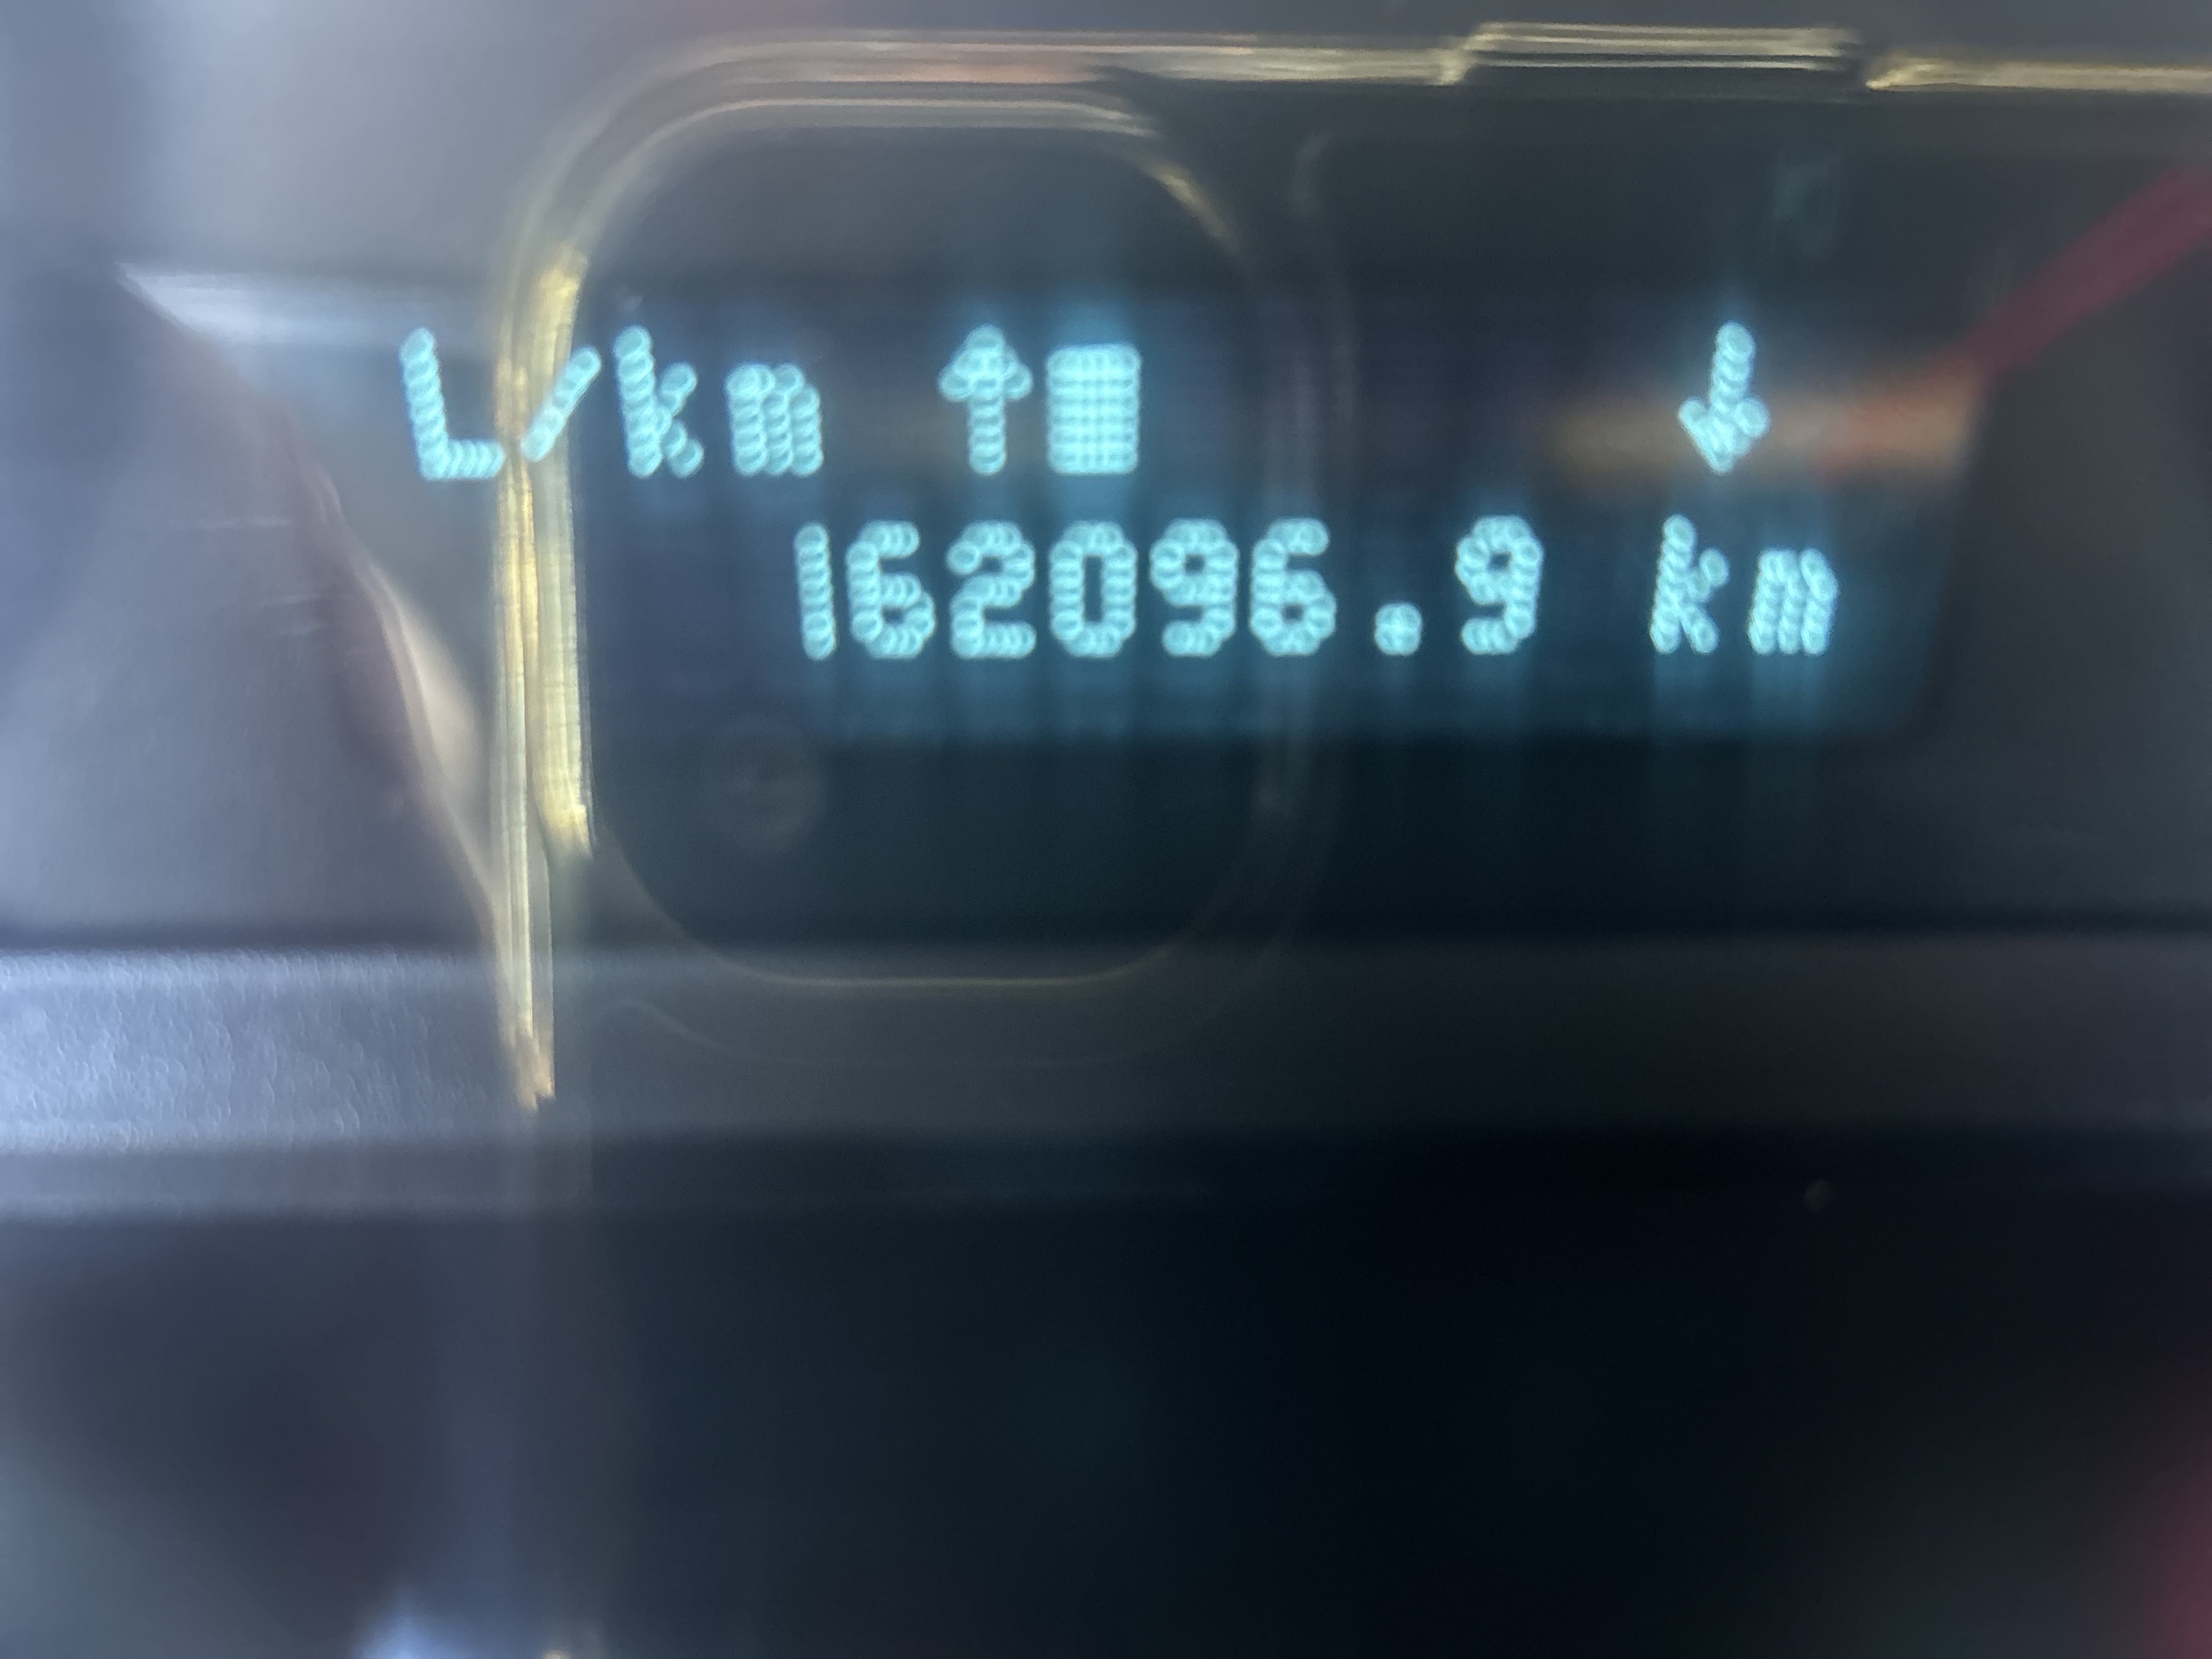 L/km ↑■ ↓
162096.9 km